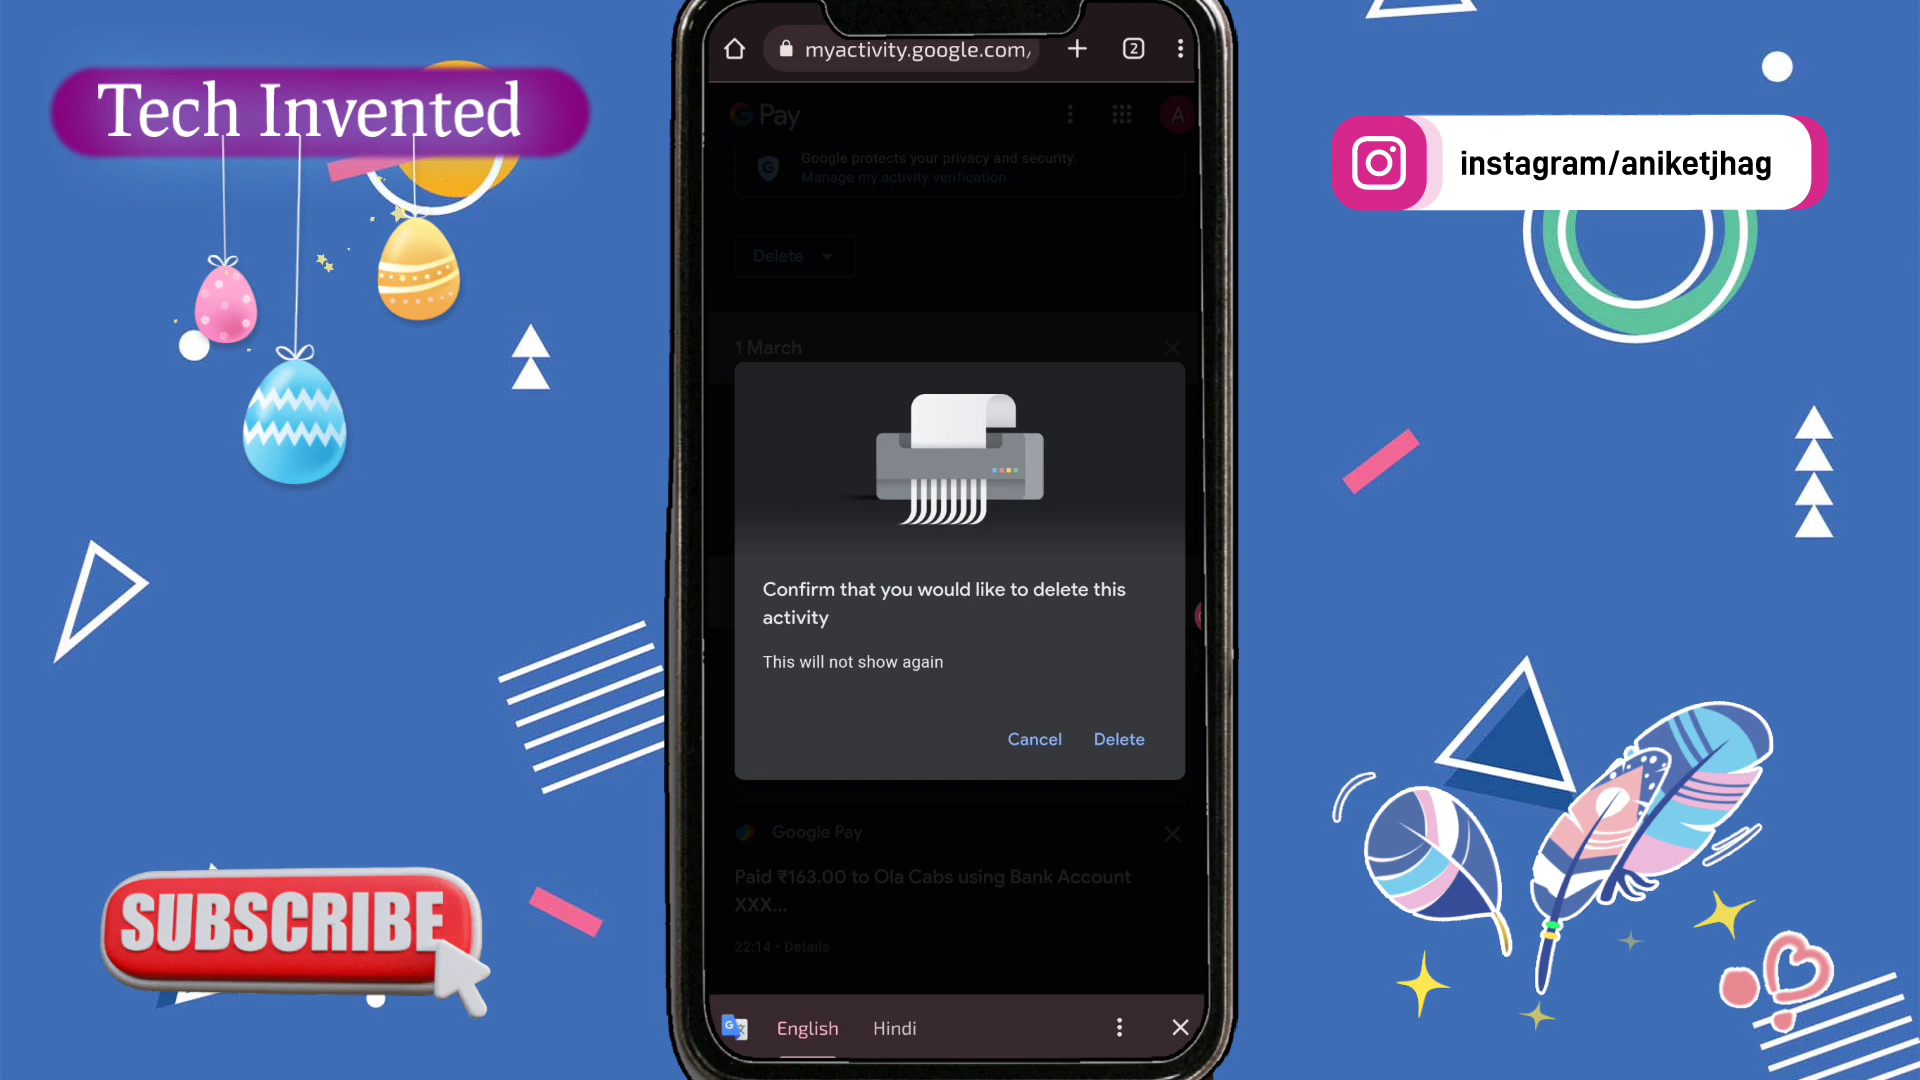 Tech Invented
instagram/aniketjhag
myactivity.google.com/
2
G Pay
A
Google protects your privacy and security.
Manage my activity verification
Delete
1 March
Confirm that you would like to delete this
activity
This will not show again
Cancel
Delete
Google Pay
Paid ₹163.00 to Ola Cabs using Bank Account
XXX...
22:14 • Details
English
Hindi
SUBSCRIBE